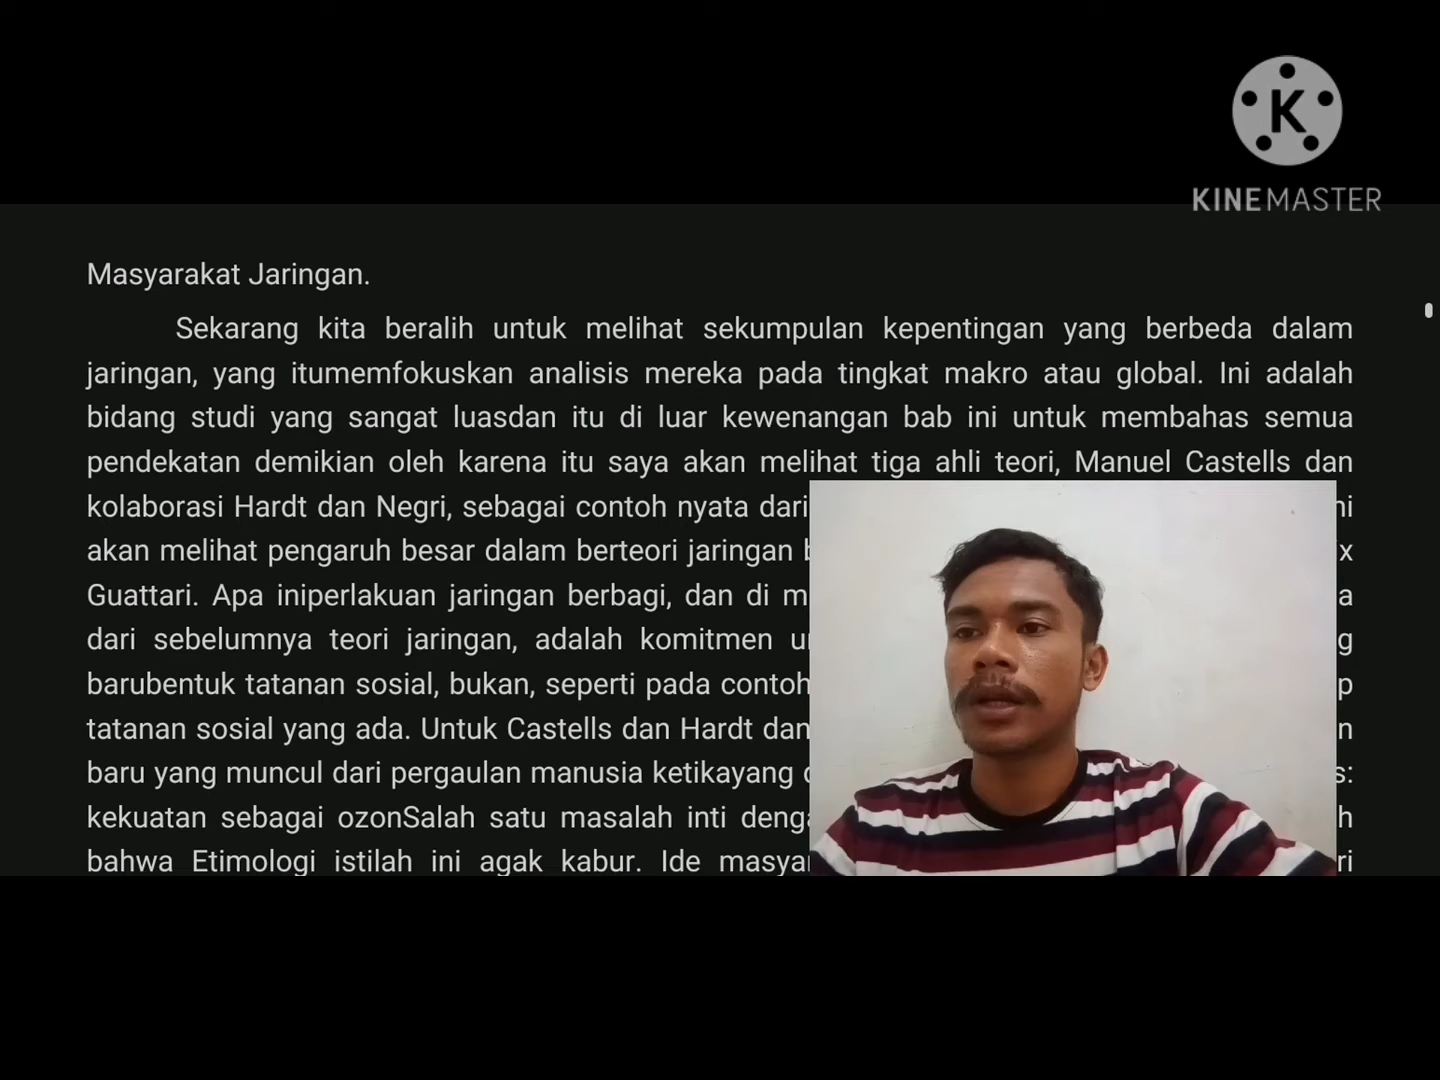 K
KINEMASTER
Masyarakat Jaringan.
Sekarang kita beralih untuk melihat sekumpulan kepentingan yang berbeda dalam
jaringan, yang itumemfokuskan analisis mereka pada tingkat makro atau global. Ini adalah
bidang studi yang sangat luasdan itu di luar kewenangan bab ini untuk membahas semua
pendekatan demikian oleh karena itu saya akan melihat tiga ahli teori, Manuel Castells dan
kolaborasi Hardt dan Negri, sebagai contoh nyata dari
akan melihat pengaruh besar dalam berteori jaringan
Guattari. Apa iniperlakuan jaringan berbagi, dan di
dari sebelumnya teori jaringan, adalah komitmen
barubentuk tatanan sosial, bukan, seperti pada contoh
tatanan sosial yang ada. Untuk Castells dan Hardt dan
baru yang muncul dari pergaulan manusia ketikayang
kekuatan sebagai ozonSalah satu masalah inti
bahwa Etimologi istilah ini agak kabur. Ide